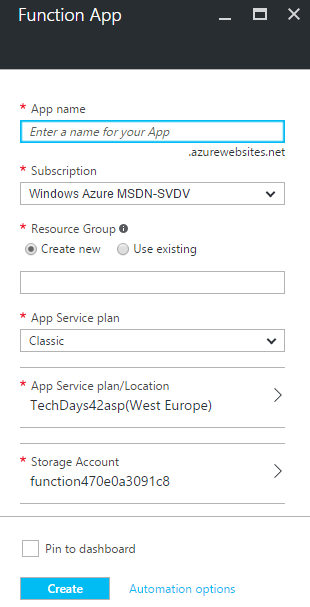 Function App
* App name
Enter a name for your App
.azurewebsites.net
* Subscription
Windows Azure MSDN-SVDV
* Resource Group
Create new Use existing
* App Service plan
Classic
* App Service plan/Location
TechDays42asp(West Europe)
* Storage Account
function470e0a3091c8
Pin to dashboard
Create Automation options